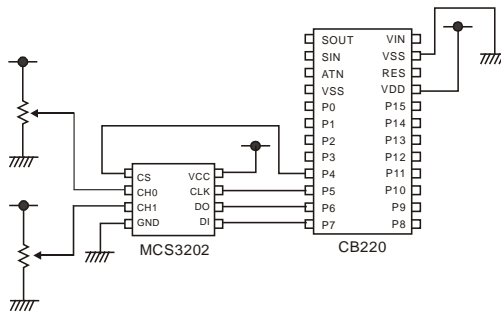 SOUT VIN
SIN VSS
ATN RES
VSS VDD
P0 P15
P1 P14
P2 P13
P3 P12
P4 P11
P5 P10
P6 P9
P7 P8
CB220
CS VCC
CH0 CLK
CH1 DO
GND DI
MCS3202